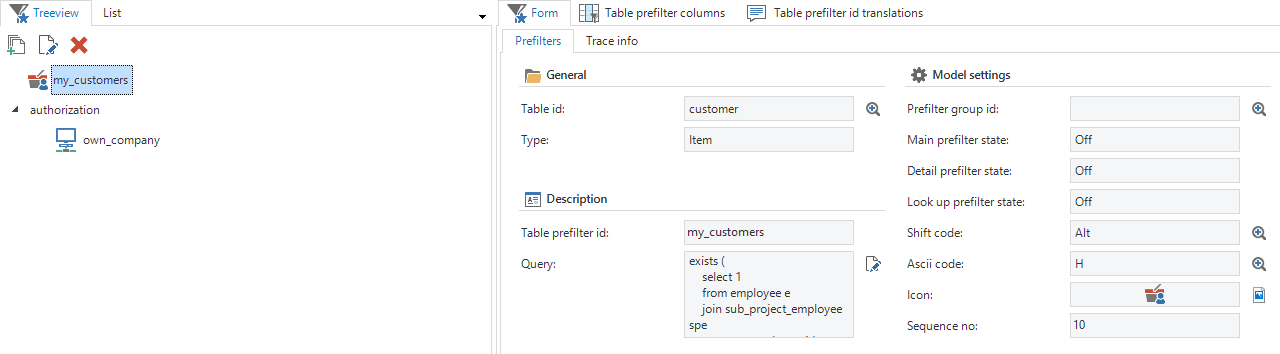 Treeview
List
my_customers
authorization
own_company
Form
Table prefilter columns
Table prefilter id translations
Prefilters
Trace info
General
Table id:
customer
Type:
Item
Description
Table prefilter id:
my_customers
Query:
exists (
select 1
from employee e
join sub_project_employee
spe
Model settings
Prefilter group id:
Main prefilter state:
Off
Detail prefilter state:
Off
Look up prefilter state:
Off
Shift code:
Alt
Ascii code:
H
Icon:
Sequence no:
10